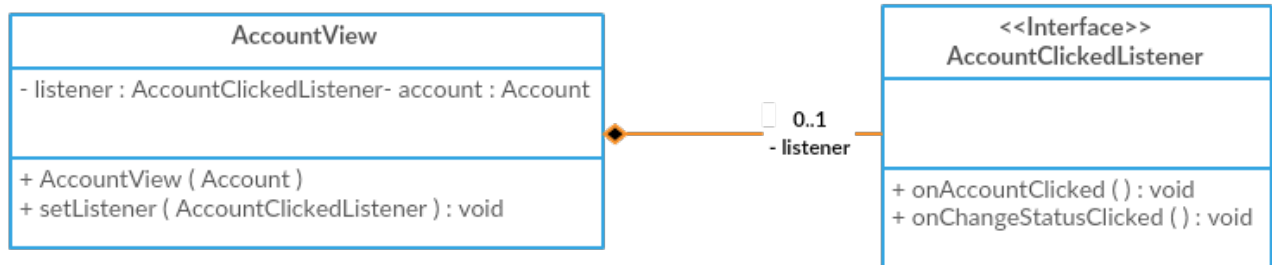 AccountView
- listener : AccountClickedListener- account : Account
+ AccountView ( Account )
+ setListener ( AccountClickedListener ) : void
0..1
- listener
<<Interface>>
AccountClickedListener
+ onAccountClicked ( ) : void
+ onChangeStatusClicked ( ) : void